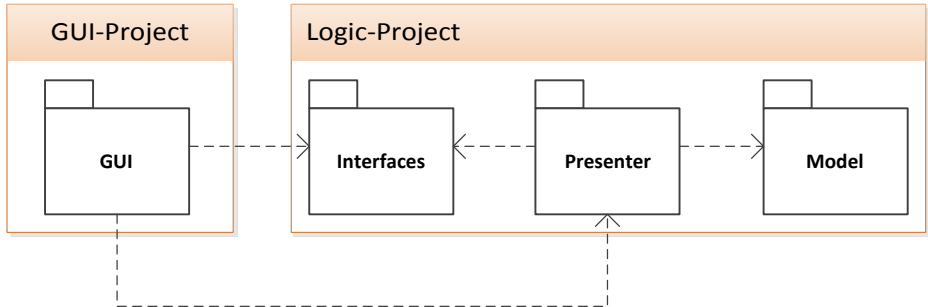 GUI-Project
Logic-Project
GUI
Interfaces
Presenter
Model